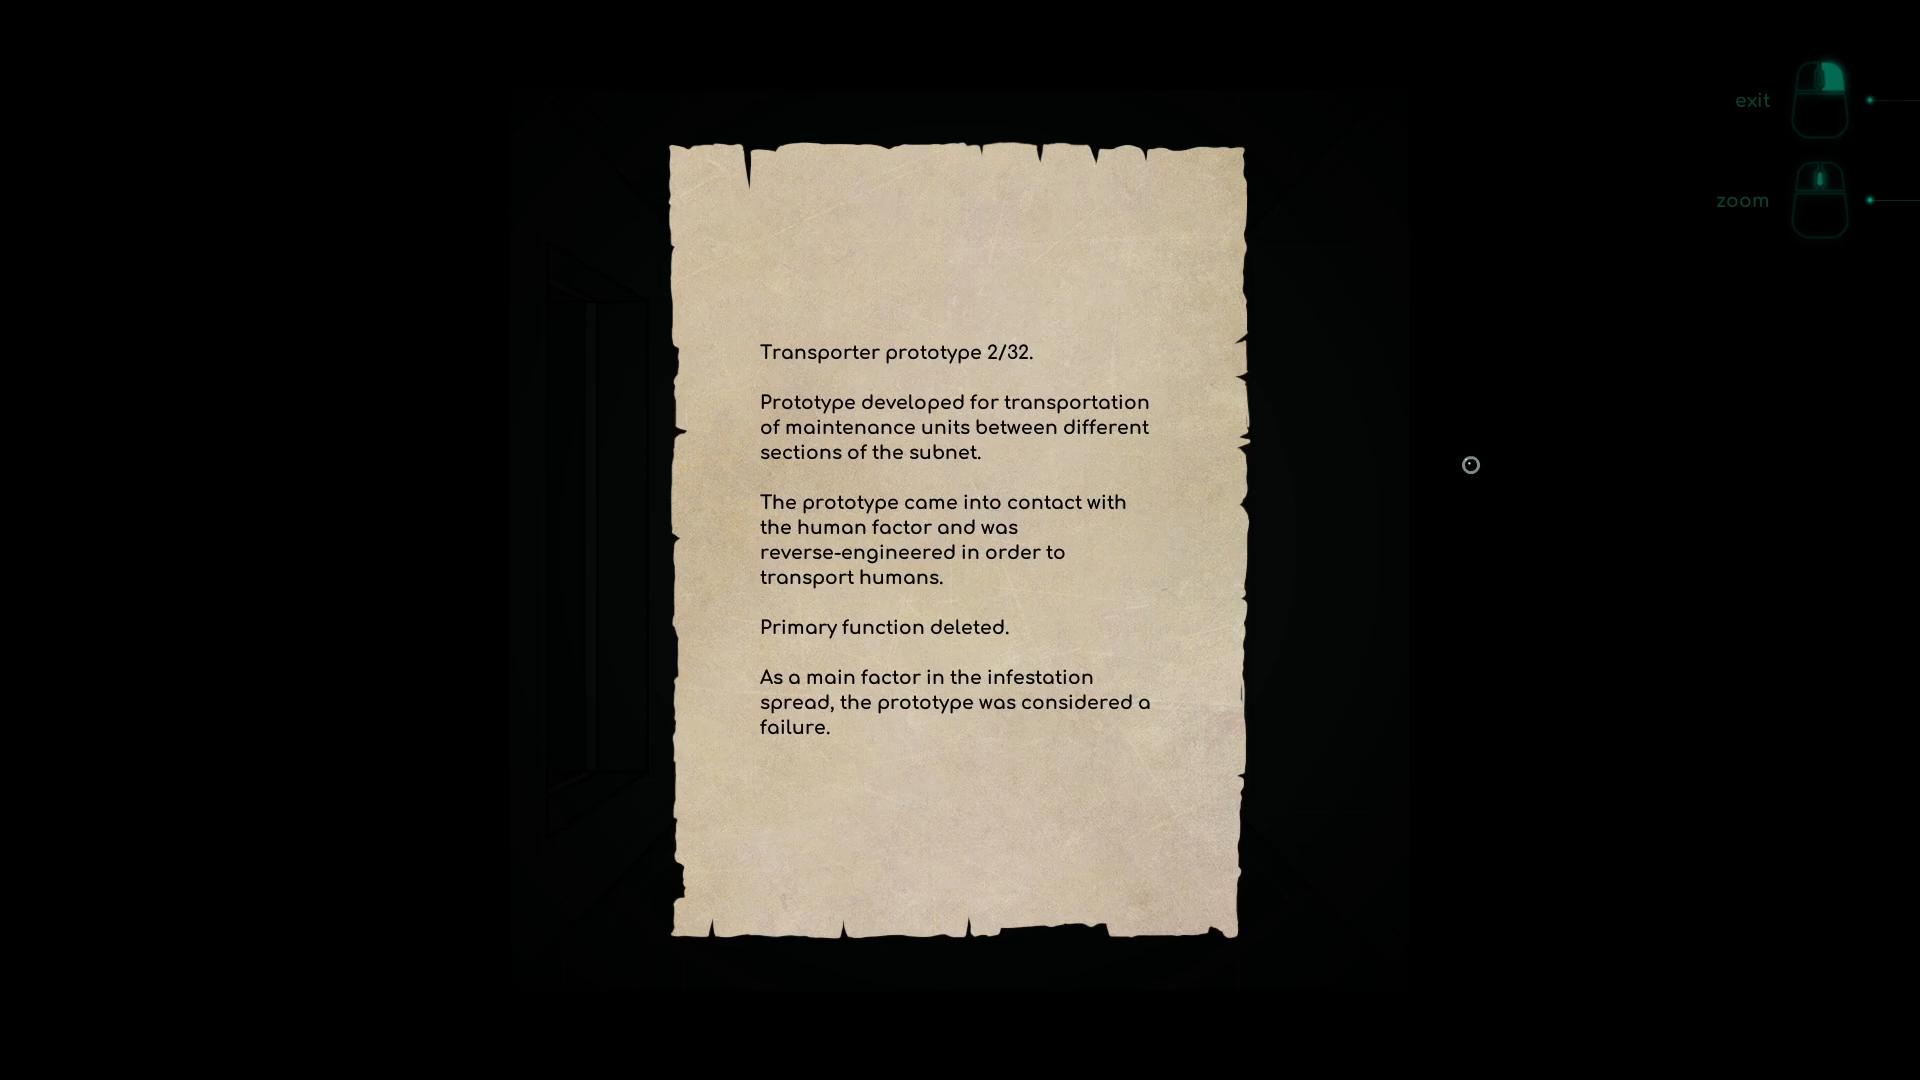 exit
zoom
Transporter prototype 2/32.
Prototype developed for transportation
of maintenance units between different
sections of the subnet.
The prototype came into contact with
the human factor and was
reverse-engineered in order to
transport humans.
Primary function deleted.
As a main factor in the infestation
spread, the prototype was considered a
failure.